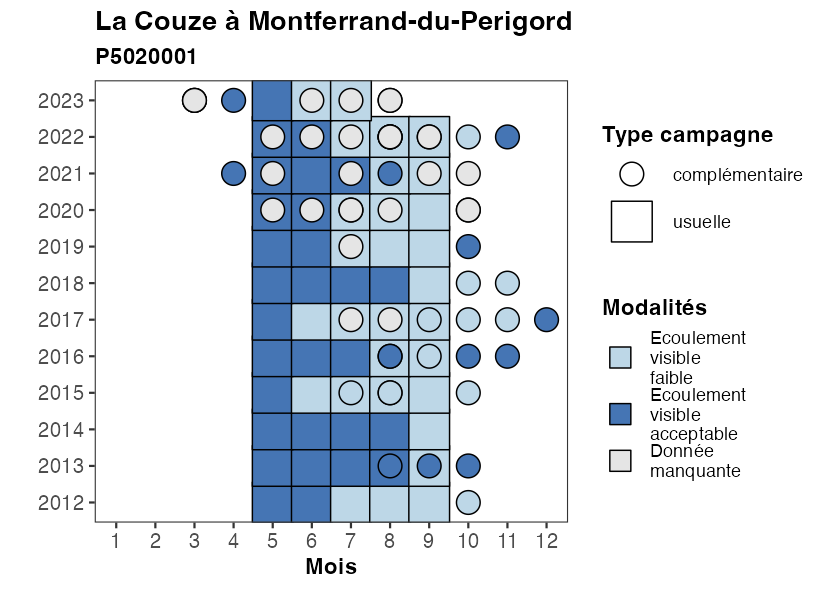 La Couze à Montferrand-du-Perigord
P5020001
2023
2022
2021
2020
2019
2018
2017
2016
2015
2014
2013
2012
1 2 3 4 5 6 7 8 9 10 11 12
Mois
Type campagne
complémentaire
usuelle
Modalités
Ecoulement
visible
faible
Ecoulement
visible
acceptable
Donnée
manquante